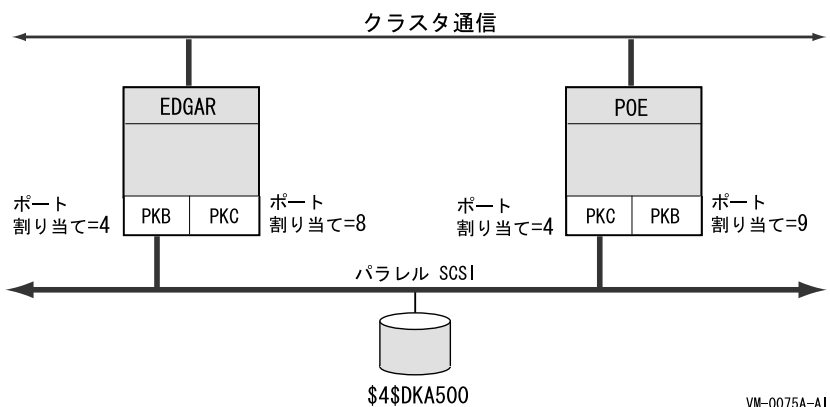 クラスタ通信
EDGAR
POE
ポート
割り当て=4
PKB
PKC
ポート
割り当て=8
ポート
割り当て=4
PKC
PKB
ポート
割り当て=9
パラレル SCSI
$4$DKA500
VM-0075A-AI